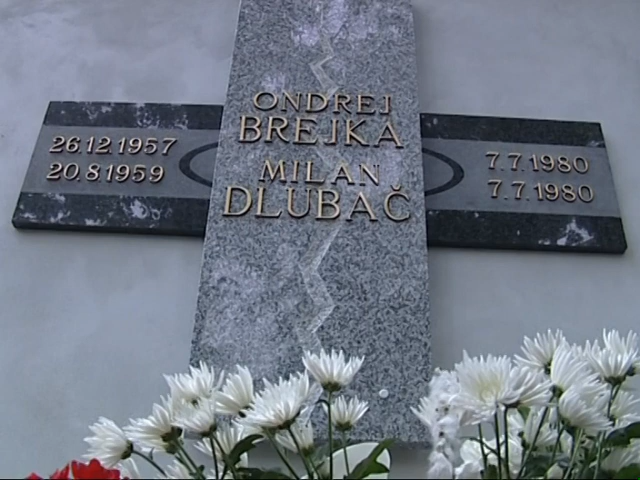 ONDREJ
BREJKA
MILAN
DLUBAČ
26.12.1957
20.8.1959
7.7.1980
7.7.1980